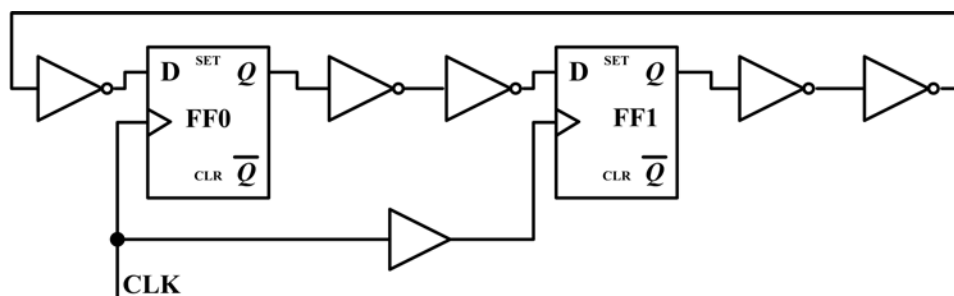 D SET Q
FF0
CLR Q̅
D SET Q
FF1
CLR Q̅
CLK